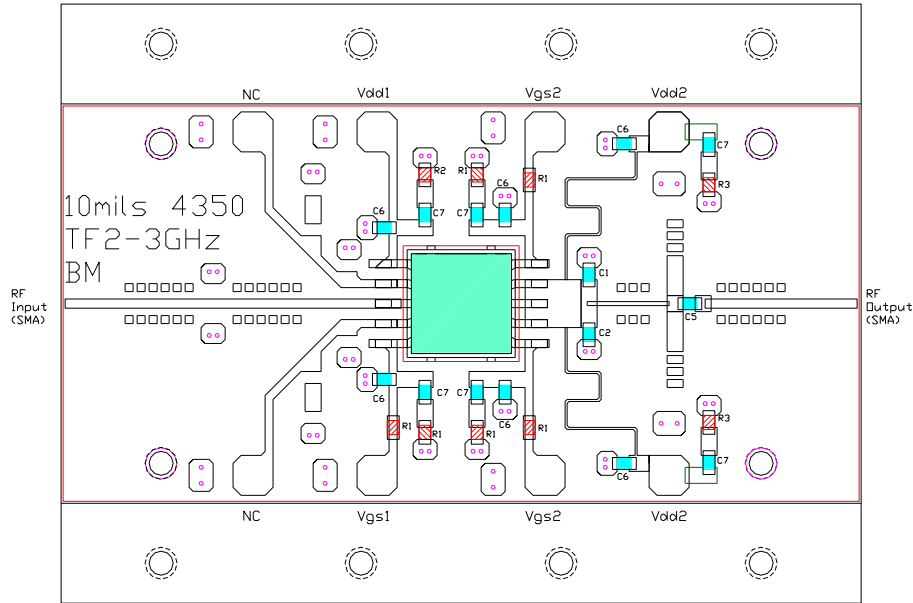 NC Vdd1 Vgs2 Vdd2
C6 C7
R2 R1 R1 R3
C6
C6 C7 C7
10mils 4350
TF2-3GHz
BM
C1
RF
Input
(SMA)
RF
Output
(SMA)
C5
C2
C6 C7 C7 C6
R3
R1 R1 R1 R1
C6 C7
NC Vgs1 Vgs2 Vdd2